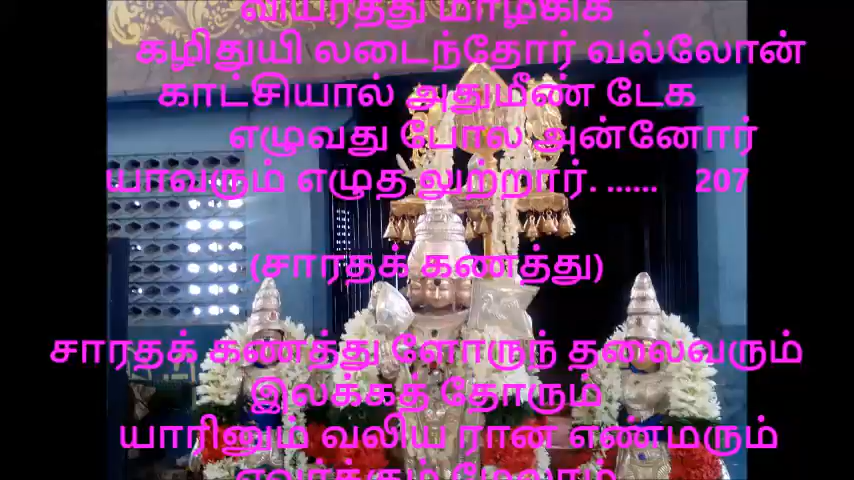 கழிதுயி லடைந்தோர் வல்லோன்
காட்சியால் அதுமீண் டேக
எழுவது போல அன்னோர்
யாவரும் எழுத லுற்றார். ...... 207
(சாரதக் கணத்து)
சாரதக் கணத்து ளோருந் தலைவரும்
இலக்கத் தோரும்
யாரினும் வலிய ரான எண்மரும்